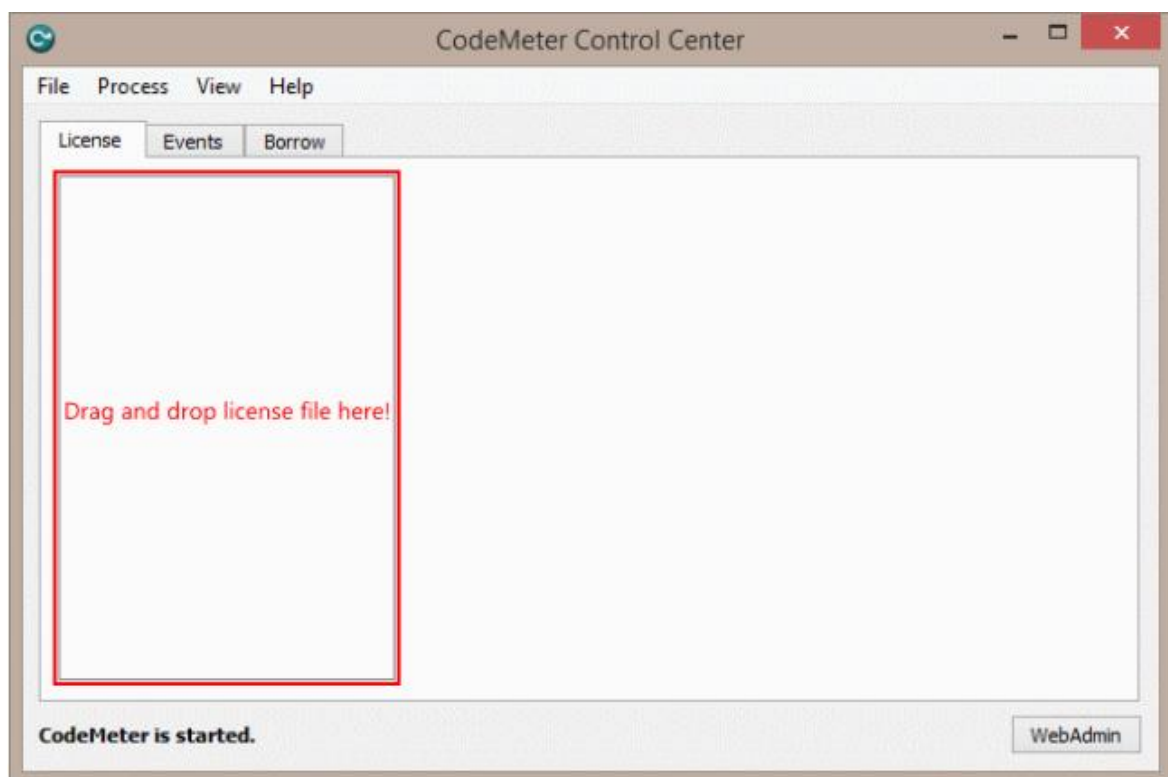 CodeMeter Control Center
File Process View Help
License Events Borrow
Drag and drop license file here!
CodeMeter is started.
WebAdmin